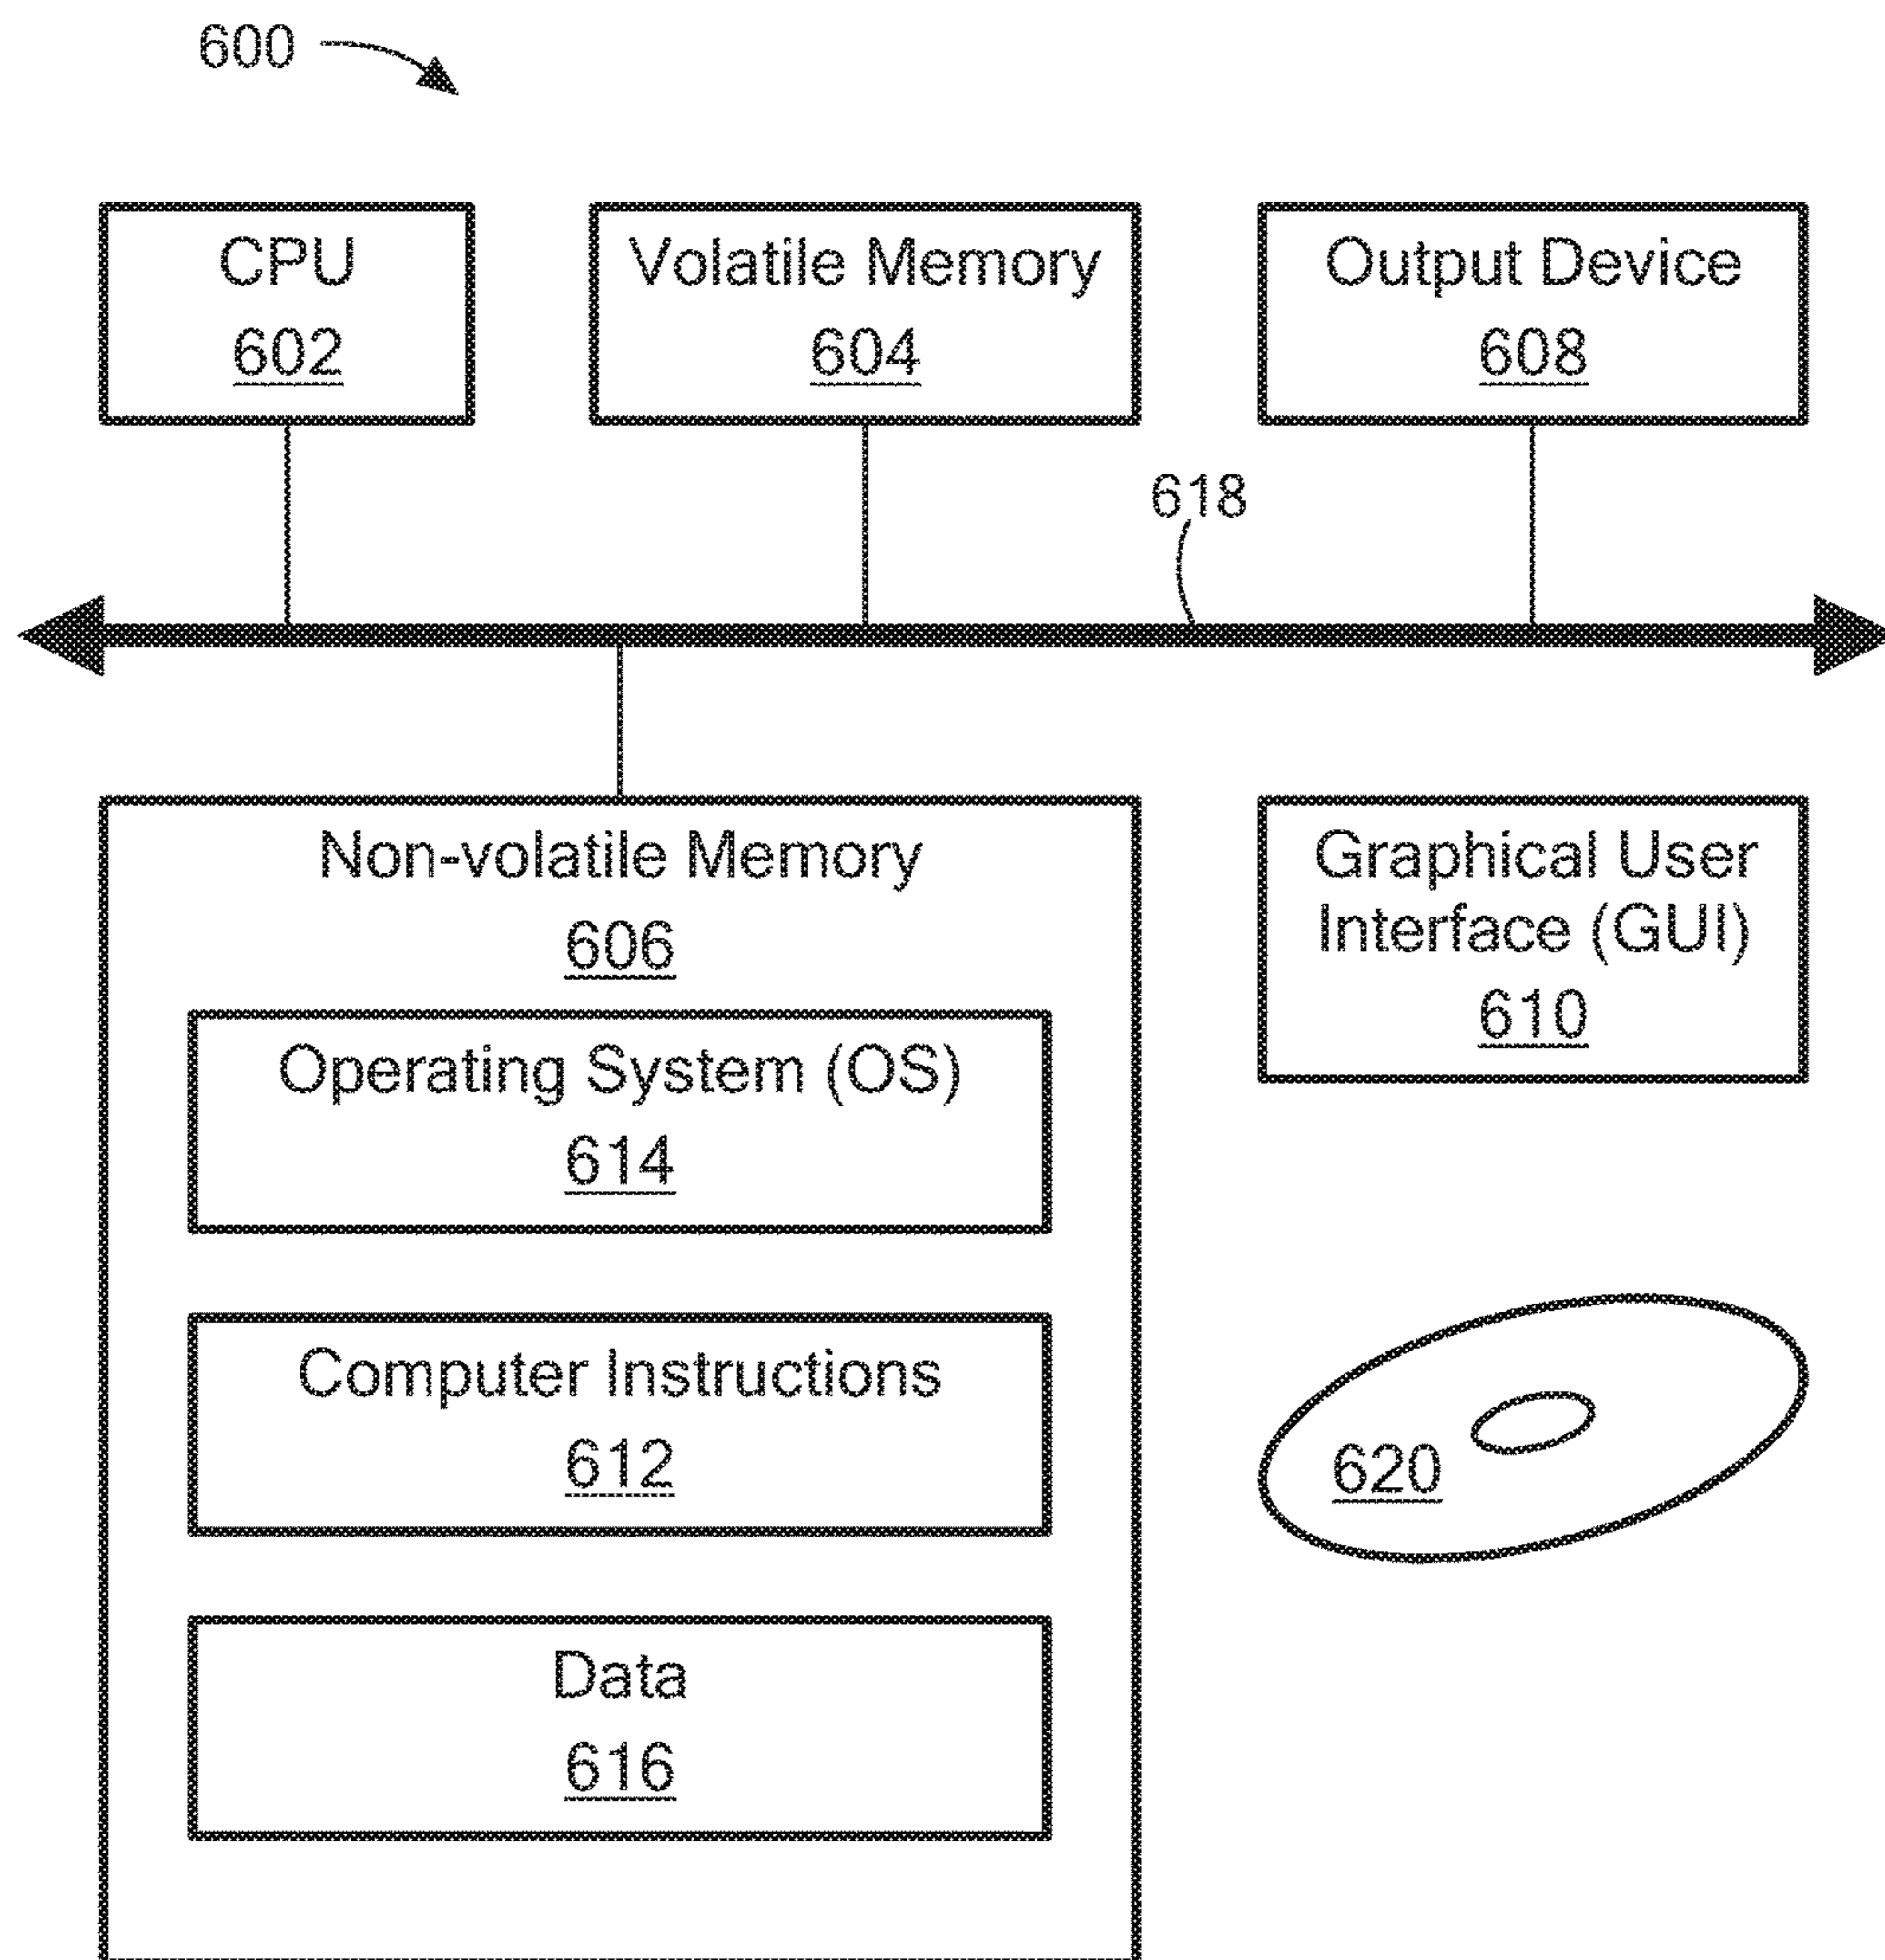 600
CPU
602
Volatile Memory
604
Output Device
608
618
Non-volatile Memory
606
Graphical User
Interface (GUI)
610
Operating System (OS)
614
Computer Instructions
612
620
Data
616